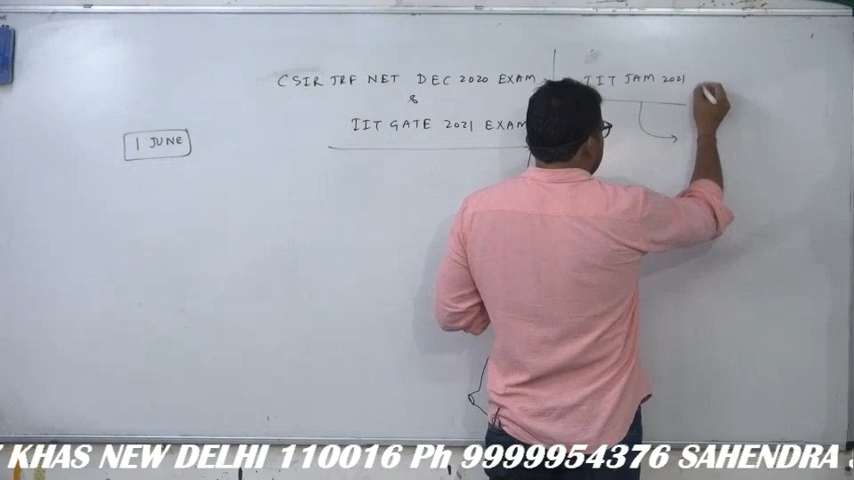 CSIR JRF NET DEC 2020 EXAM
&
IIT GATE 2021 EXAM
IIT JAM 2021
1 JUNE
KHAS NEW DELHI 110016 Ph 9999954376 SAHENDRA